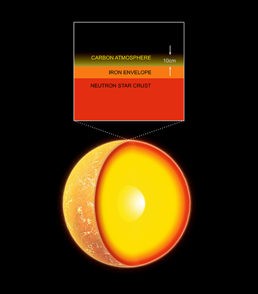 CARBON ATMOSPHERE
10cm
IRON ENVELOPE
NEUTRON STAR CRUST